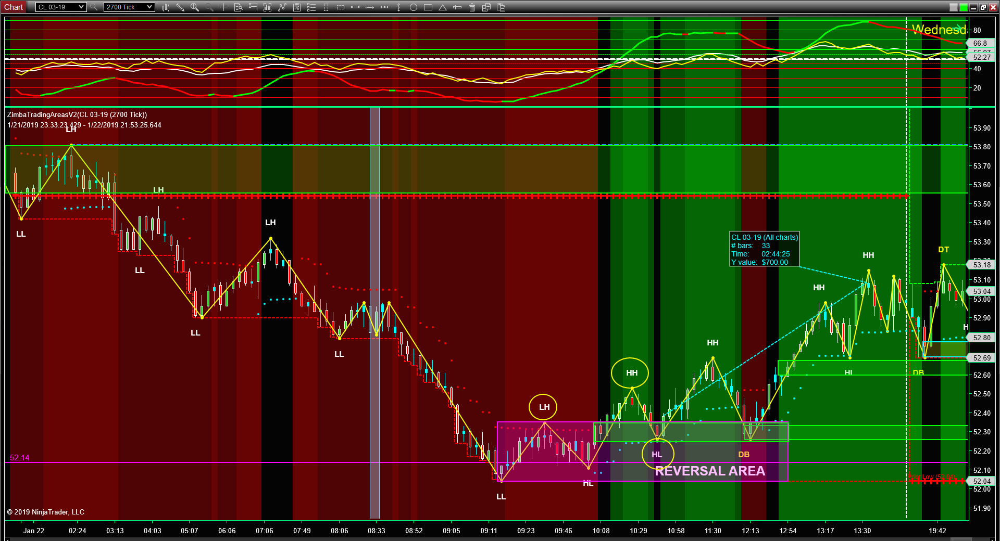 Chart CL 03-19 2700 Tick
Wednesd
80
66.8
52.27
40
20
ZimbaTradingAreasV2(CL 03-19 (2700 Tick))
1/21/2019 23:33:23.429 - 1/22/2019 21:53:25.644
LH
53.90
53.80
53.70
53.60
LH
53.50
53.40
LH
LL
CL 03-19 (All charts)
# bars: 33
Time: 02:44:25
Y value: $700.00
53.30
DT
HH
53.18
LL
53.10
HH
53.04
53.00
52.90
LL
52.80
HH
LL
52.69
HH
HL
DB
52.60
52.50
LH
52.40
52.30
52.20
HL
DB
52.14
REVERSAL AREA
52.10
Prior Low (52.04)
52.04
HL
52.00
LL
51.90
© 2019 NinjaTrader, LLC
Jan 22 02:24 03:13 04:03 05:07 06:06 07:06 07:49 08:06 08:33 08:52 09:05 09:11 09:23 09:46 10:08 10:29 10:58 11:30 12:13 12:54 13:17 13:30 19:42